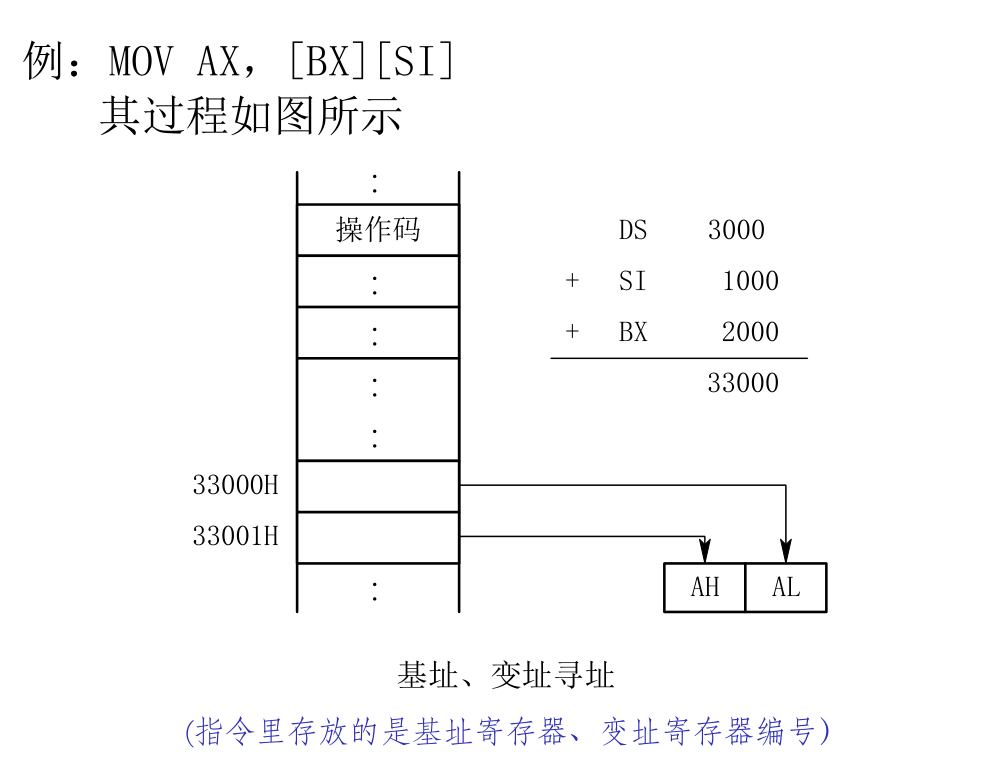 例：MOV AX，[BX][SI]
其过程如图所示
:
操作码
:
:
:
:
33000H
33001H
:
DS 3000
+ SI 1000
+ BX 2000
33000
AH AL
基址、变址寻址
(指令里存放的是基址寄存器、变址寄存器编号)